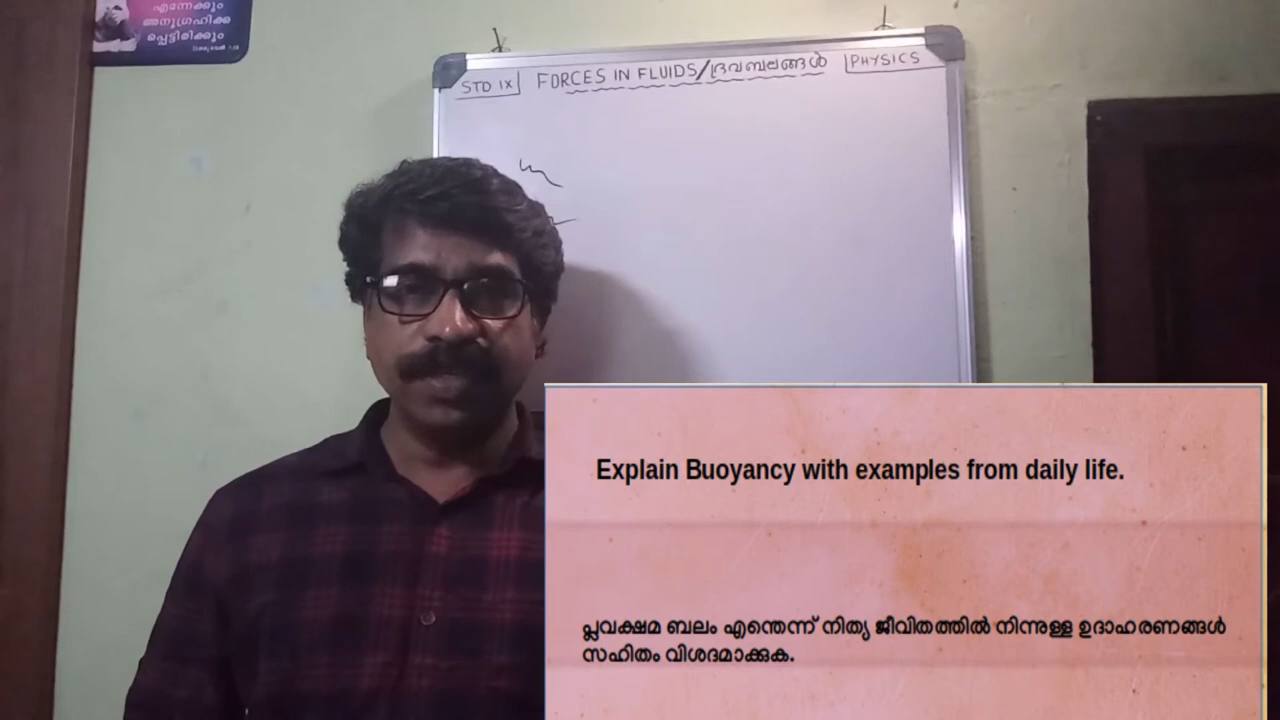 എന്നേക്കും
അനുഗ്രഹിക്ക
പ്പെട്ടിരിക്കും
STD IX FORCES IN FLUIDS/ദ്രവബലങ്ങൾ PHYSICS
Explain Buoyancy with examples from daily life.
പ്ലവക്ഷമ ബലം എന്തെന്ന് നിത്യ ജീവിതത്തിൽ നിന്നുള്ള ഉദാഹരണങ്ങൾ
സഹിതം വിശദമാക്കുക.